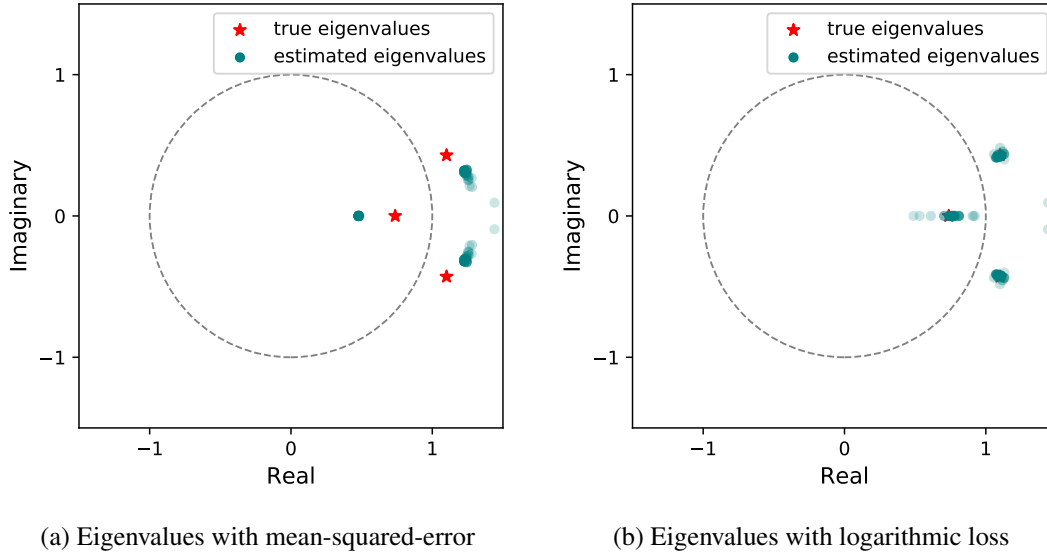 true eigenvalues
estimated eigenvalues
1
0
−1
Imaginary
−1
0
1
Real
(a) Eigenvalues with mean-squared-error
true eigenvalues
estimated eigenvalues
1
0
−1
Imaginary
−1
0
1
Real
(b) Eigenvalues with logarithmic loss